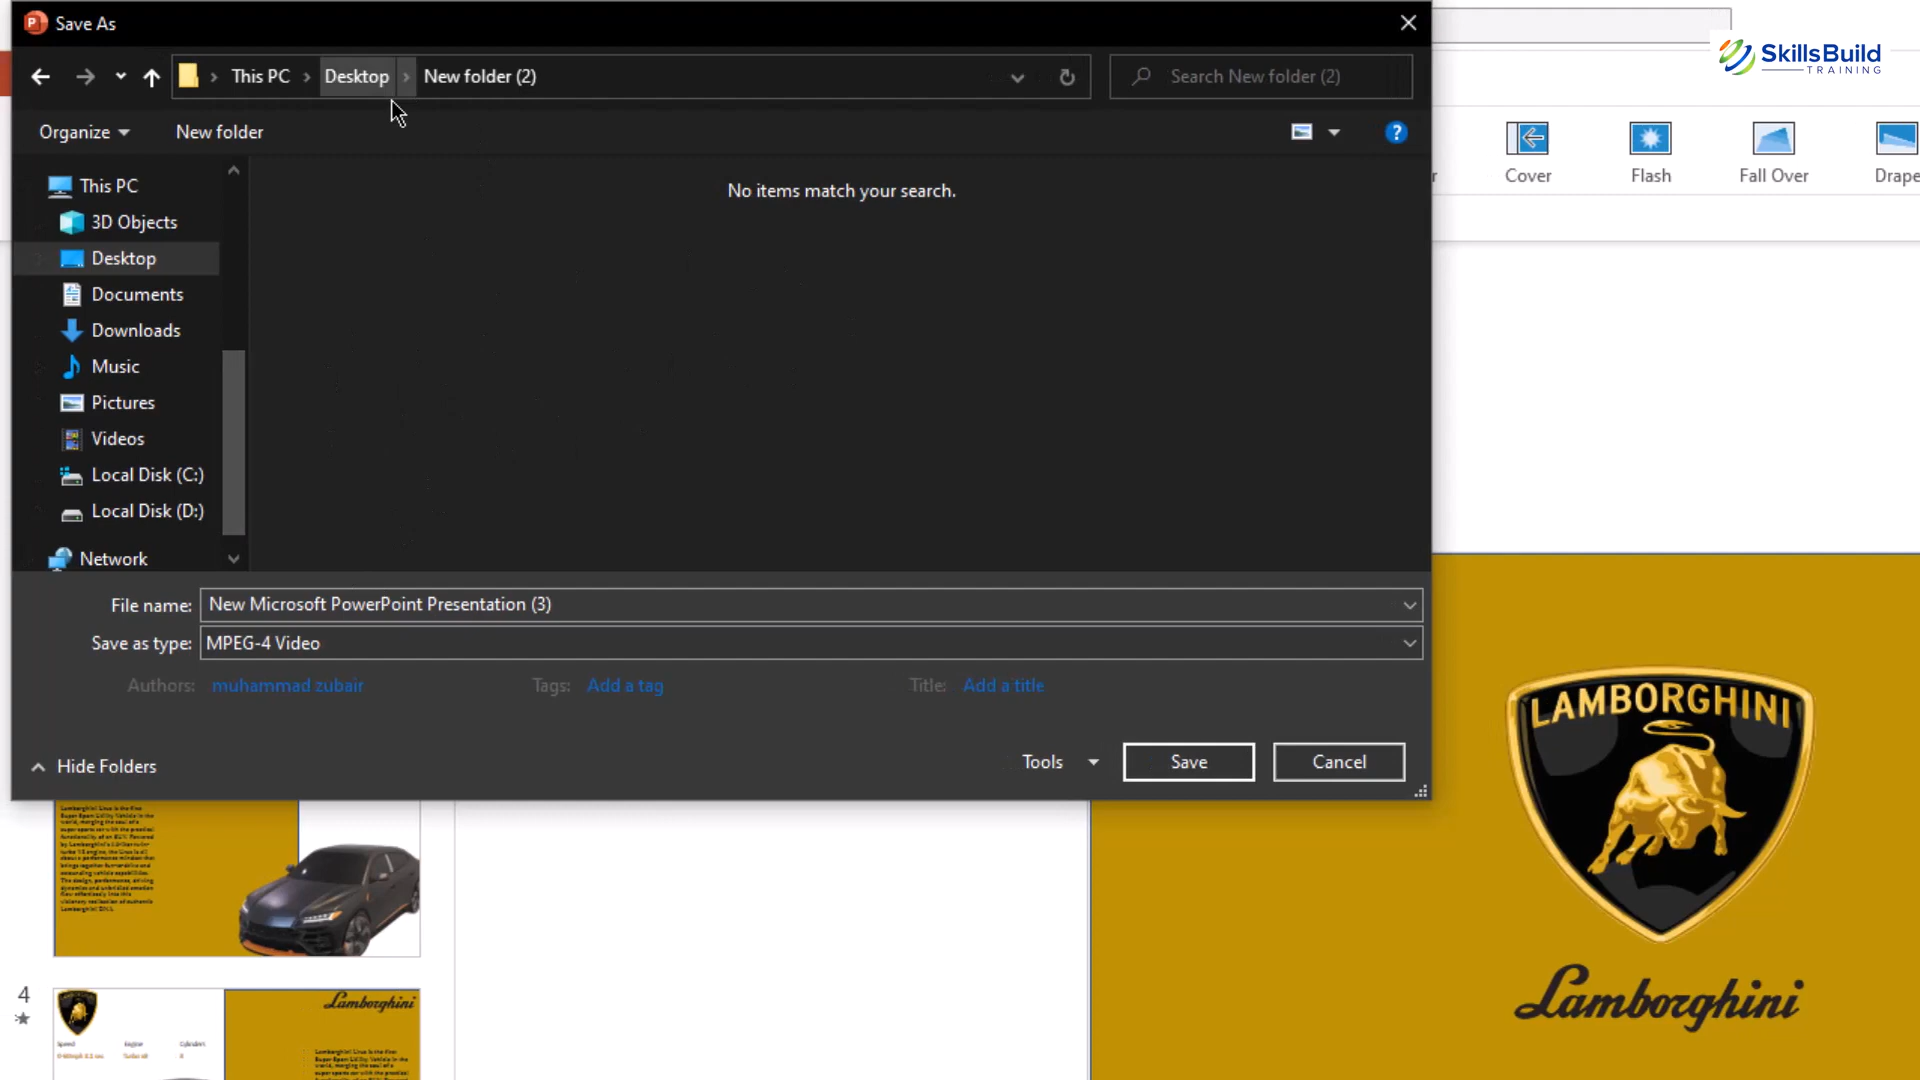 Save As
SkillsBuild
TRAINING
This PC
Desktop
New folder (2)
Search New folder (2)
Organize
New folder
Cover
Flash
Fall Over
Drape
This PC
3D Objects
Desktop
Documents
Downloads
Music
Pictures
Videos
Local Disk (C:)
Local Disk (D:)
Network
No items match your search.
File name: New Microsoft PowerPoint Presentation (3)
Save as type: MPEG-4 Video
Authors: muhammad zubair
Tags: Add a tag
Title: Add a title
Hide Folders
Tools
Save
Cancel
LAMBORGHINI
Lamborghini
4
Lamborghini
Speed
Engine
Cylinders